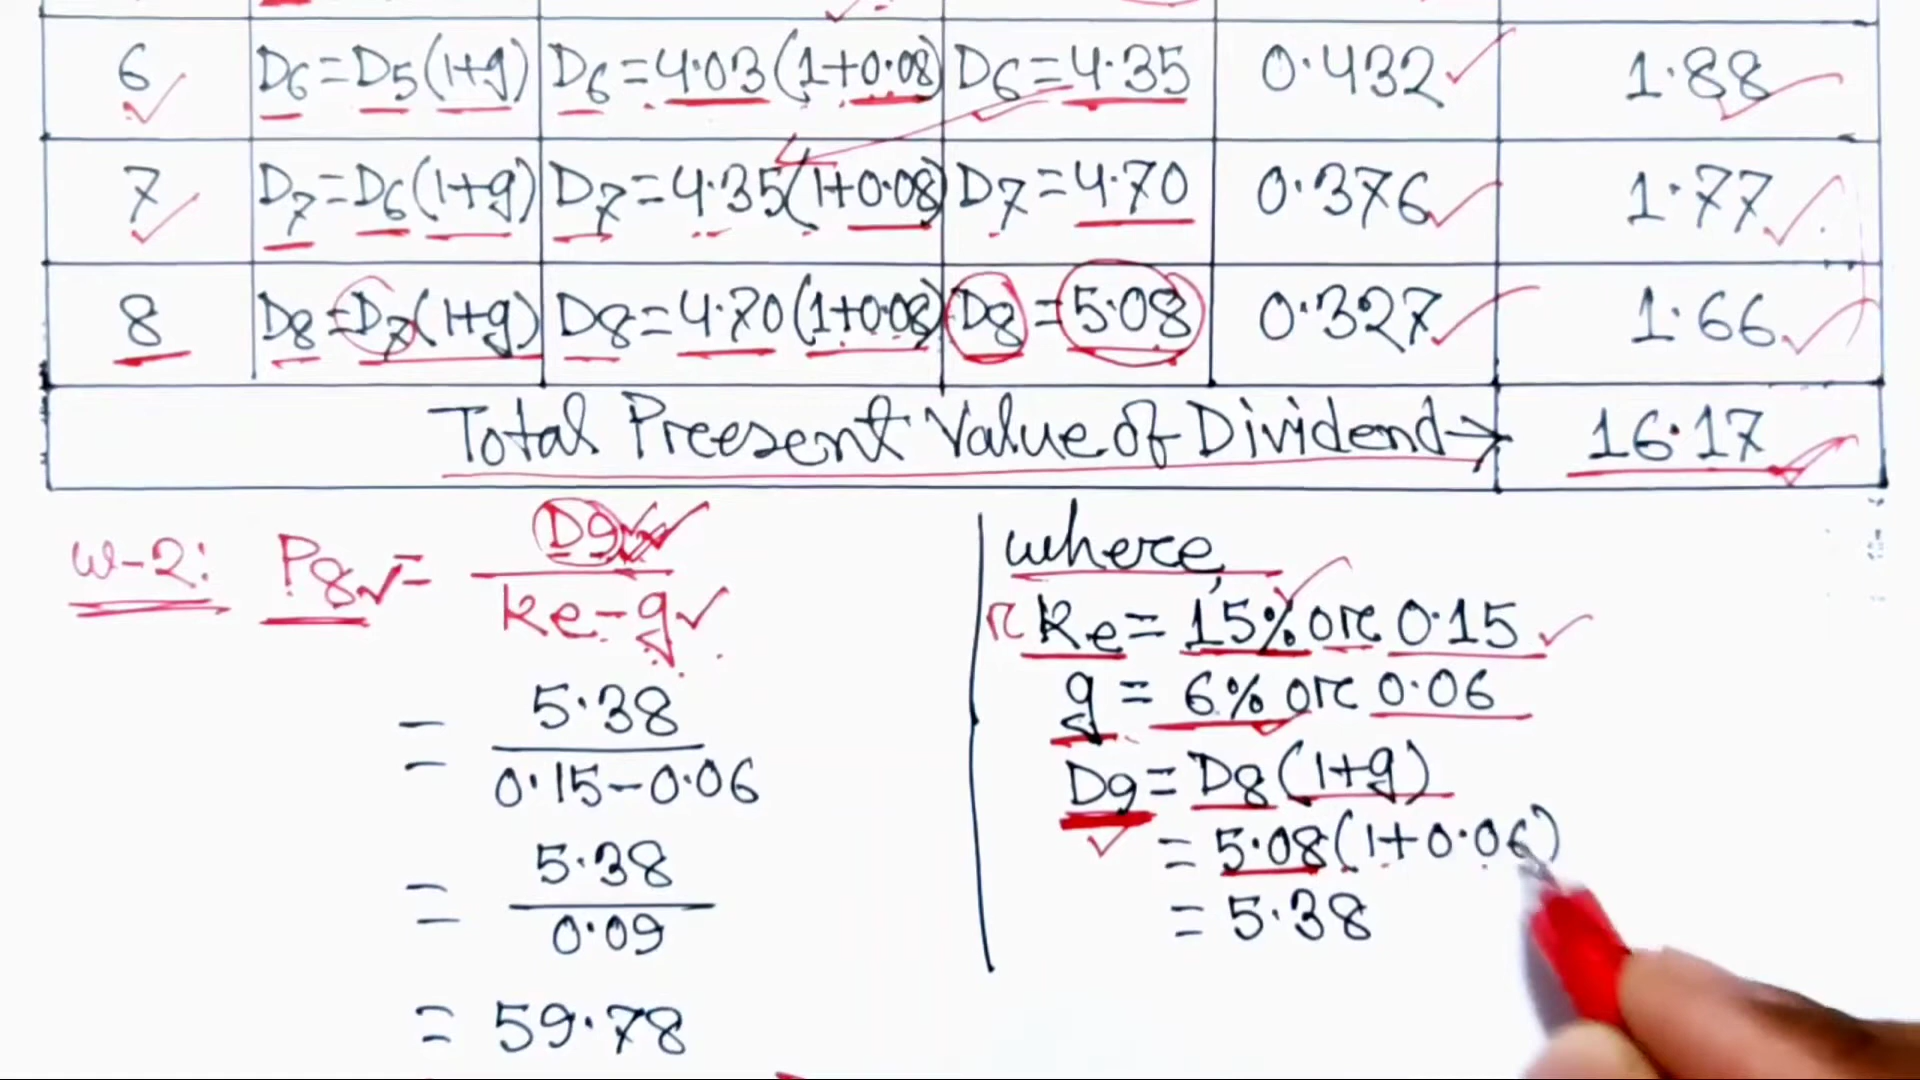 6 D6=D5(1+g) D6=4.03(1+0.08) D6=4.35 0.432 1.88
7 D7=D6(1+g) D7=4.35(1+0.08) D7=4.70 0.376 1.77
8 D8=D7(1+g) D8=4.70(1+0.08) D8=5.08 0.327 1.66
Total Preesent Value of Dividend→ 16.17
W-2: P8 = D9 / Ke-g
= 5.38 / 0.15-0.06
= 5.38 / 0.09
= 59.78
where,
r Ke = 15% or 0.15
g = 6% or 0.06
D9 = D8(1+g)
= 5.08(1+0.06)
= 5.38